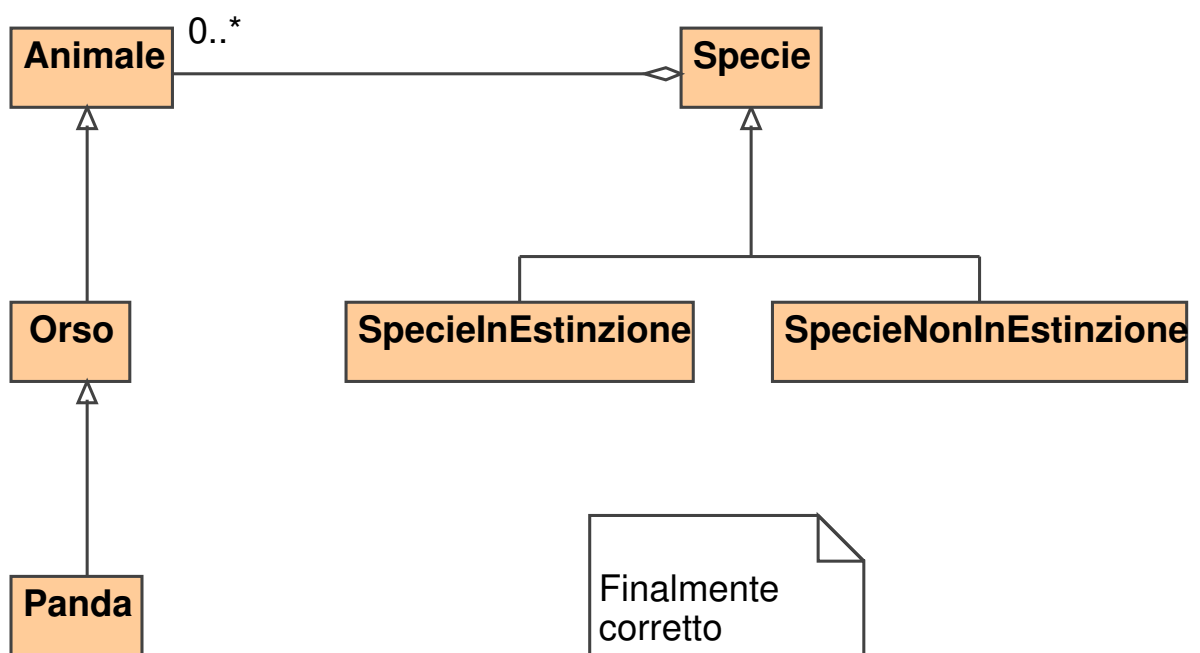 0..*
Animale
Specie
Orso
SpecieInEstinzione
SpecieNonInEstinzione
Panda
Finalmente
corretto